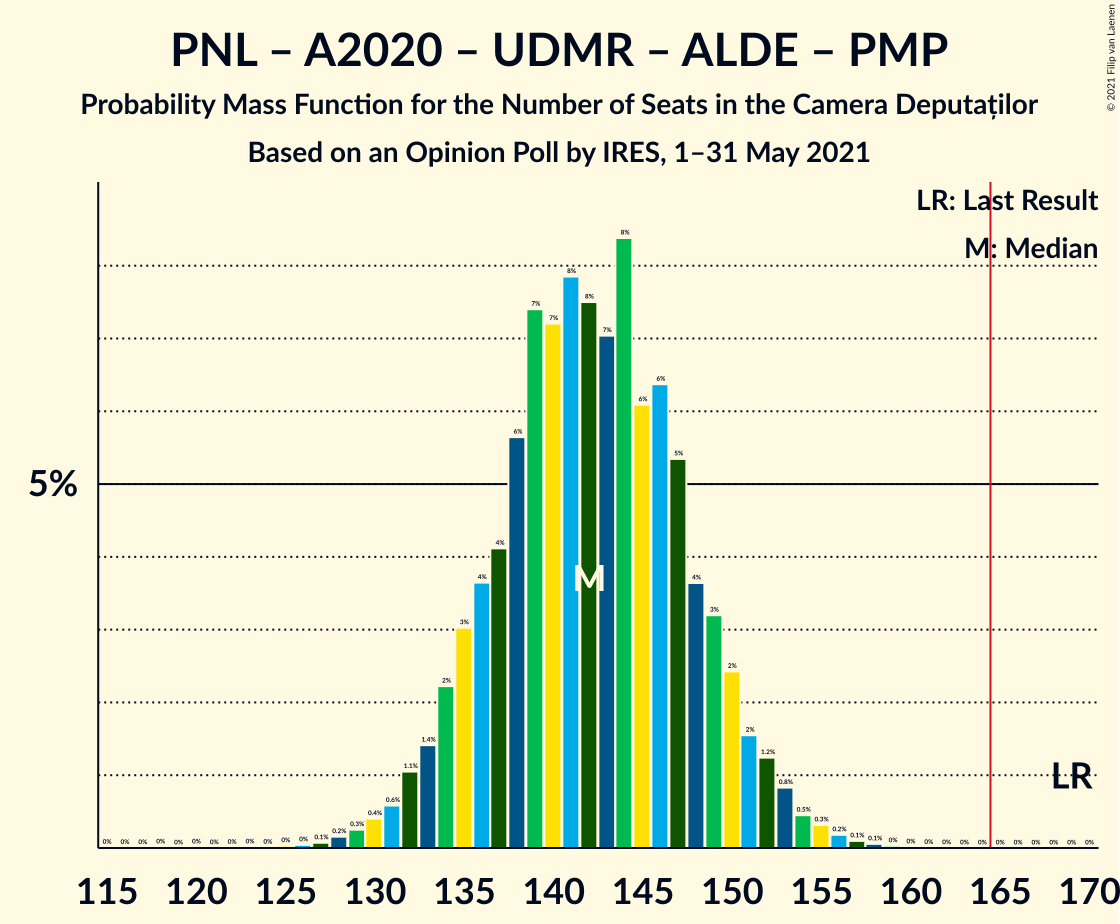 PNL – A2020 – UDMR – ALDE – PMP
Probability Mass Function for the Number of Seats in the Camera Deputaților
Based on an Opinion Poll by IRES, 1–31 May 2021
© 2021 Filip van Laenen
LR: Last Result
M: Median
5%
0% 0% 0% 0% 0% 0% 0% 0% 0% 0% 0% 0% 0.1% 0.2% 0.3% 0.4% 0.6% 1.1% 1.4% 2% 3% 4% 4% 6% 7% 7% 8% 8% 7% 8% 6% 6% 5% 4% 3% 2% 2% 1.2% 0.8% 0.5% 0.3% 0.2% 0.1% 0.1% 0% 0% 0% 0% 0% 0% 0% 0% 0% 0% 0% 0%
M
LR
115 120 125 130 135 140 145 150 155 160 165 170